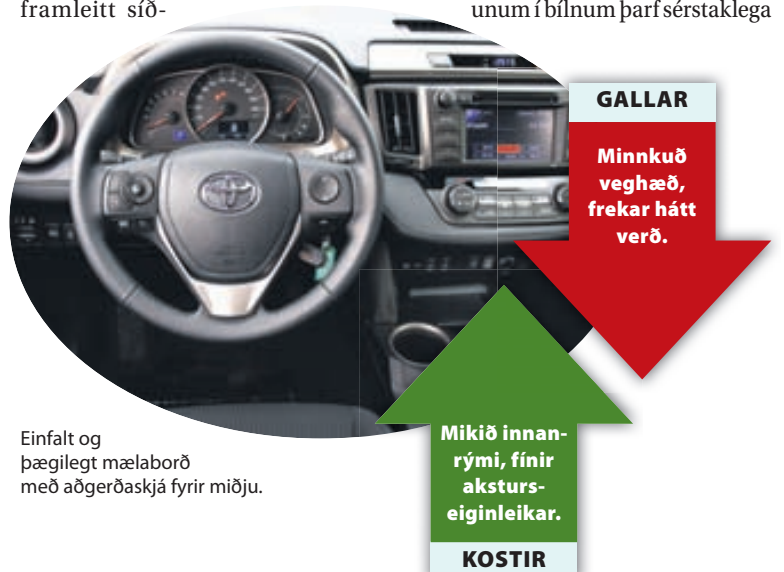 framleitt síð-
unum í bílnum þarf sérstaklega
GALLAR
Minnkuð
veghæð,
frekar hátt
verð.
Einfalt og
þægilegt mælaborð
með aðgerðaskjá fyrir miðju.
Mikið innan-
rými, fínir
aksturs-
eiginleikar.
KOSTIR